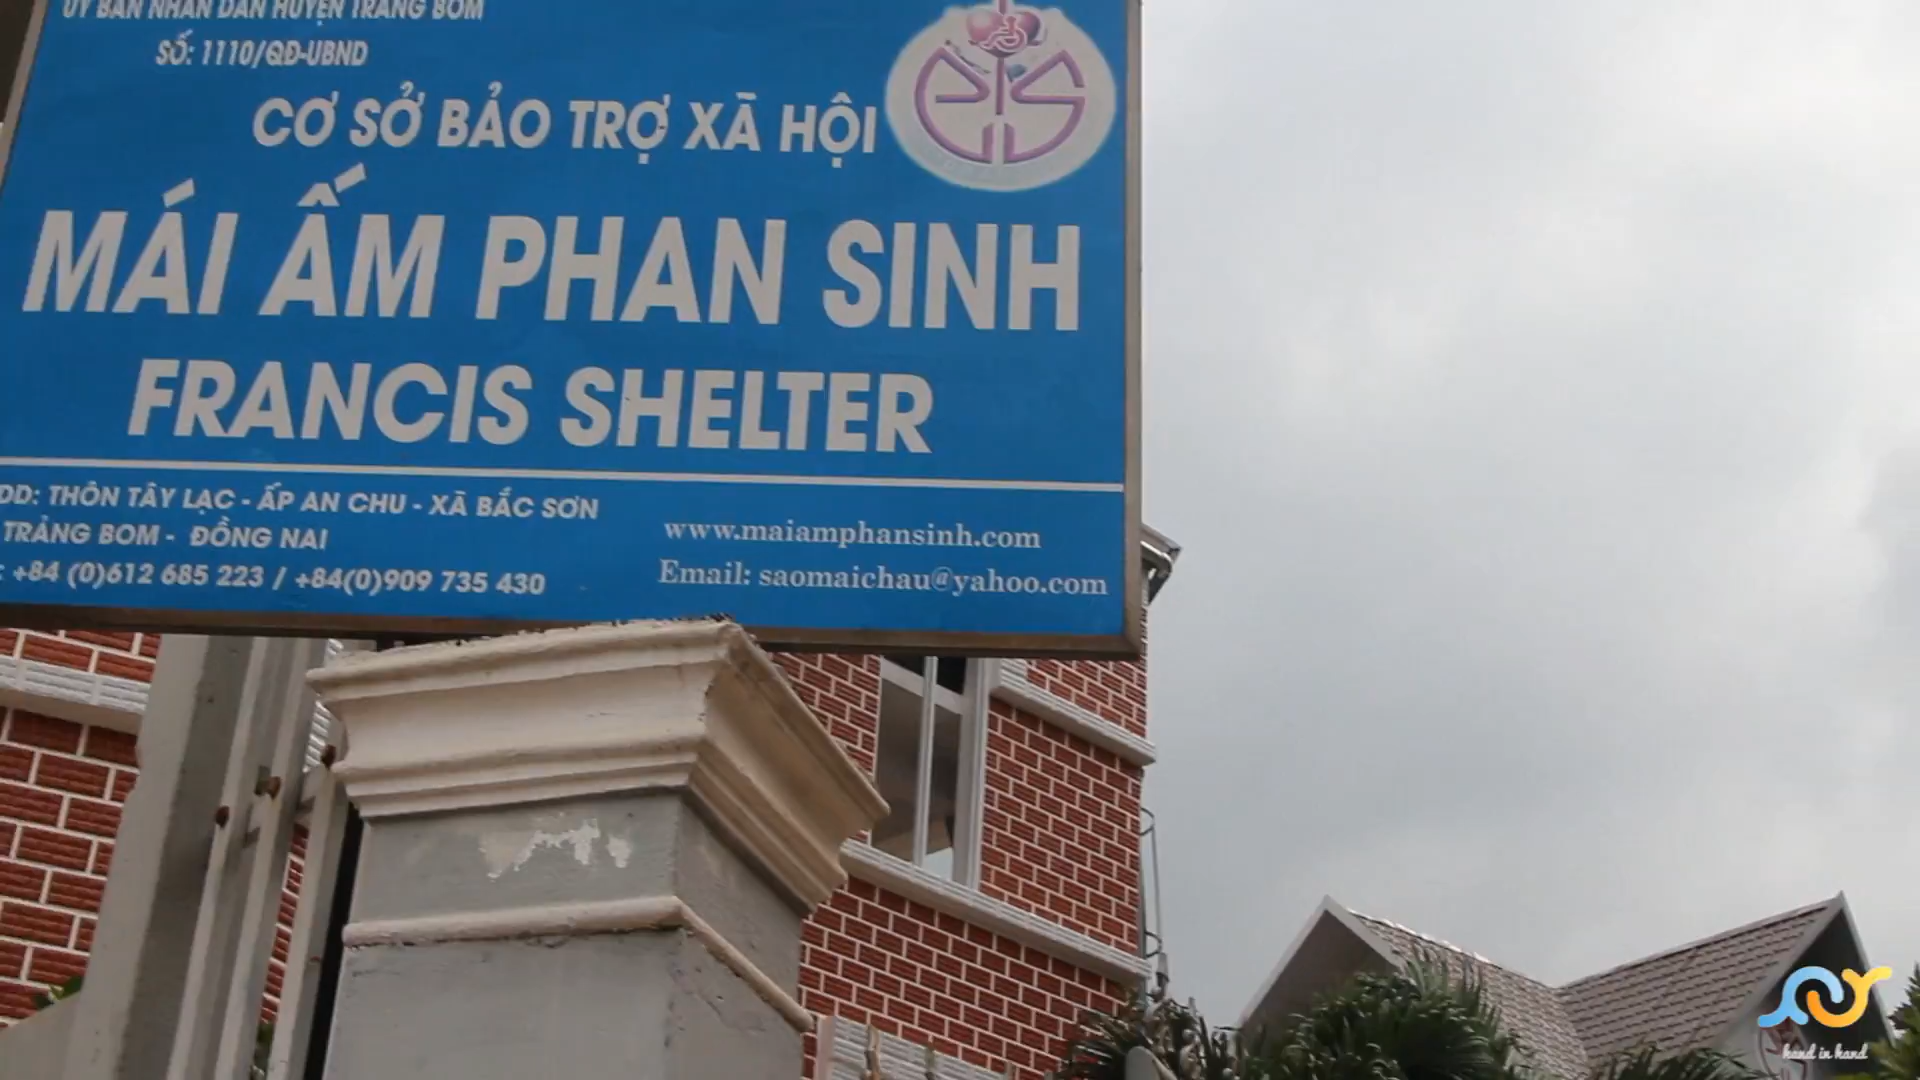 ỦY BAN NHÂN DÂN HUYỆN TRẢNG BOM
SỐ: 1110/QĐ-UBND
CƠ SỞ BẢO TRỢ XÃ HỘI
MÁI ẤM PHAN SINH
FRANCIS SHELTER
DD: THÔN TÂY LẠC - ẤP AN CHU - XÃ BẮC SƠN
TRẢNG BOM - ĐỒNG NAI
: +84 (0)612 685 223 / +84(0)909 735 430
www.maiamphansinh.com
Email: saomaichau@yahoo.com
hand in hand